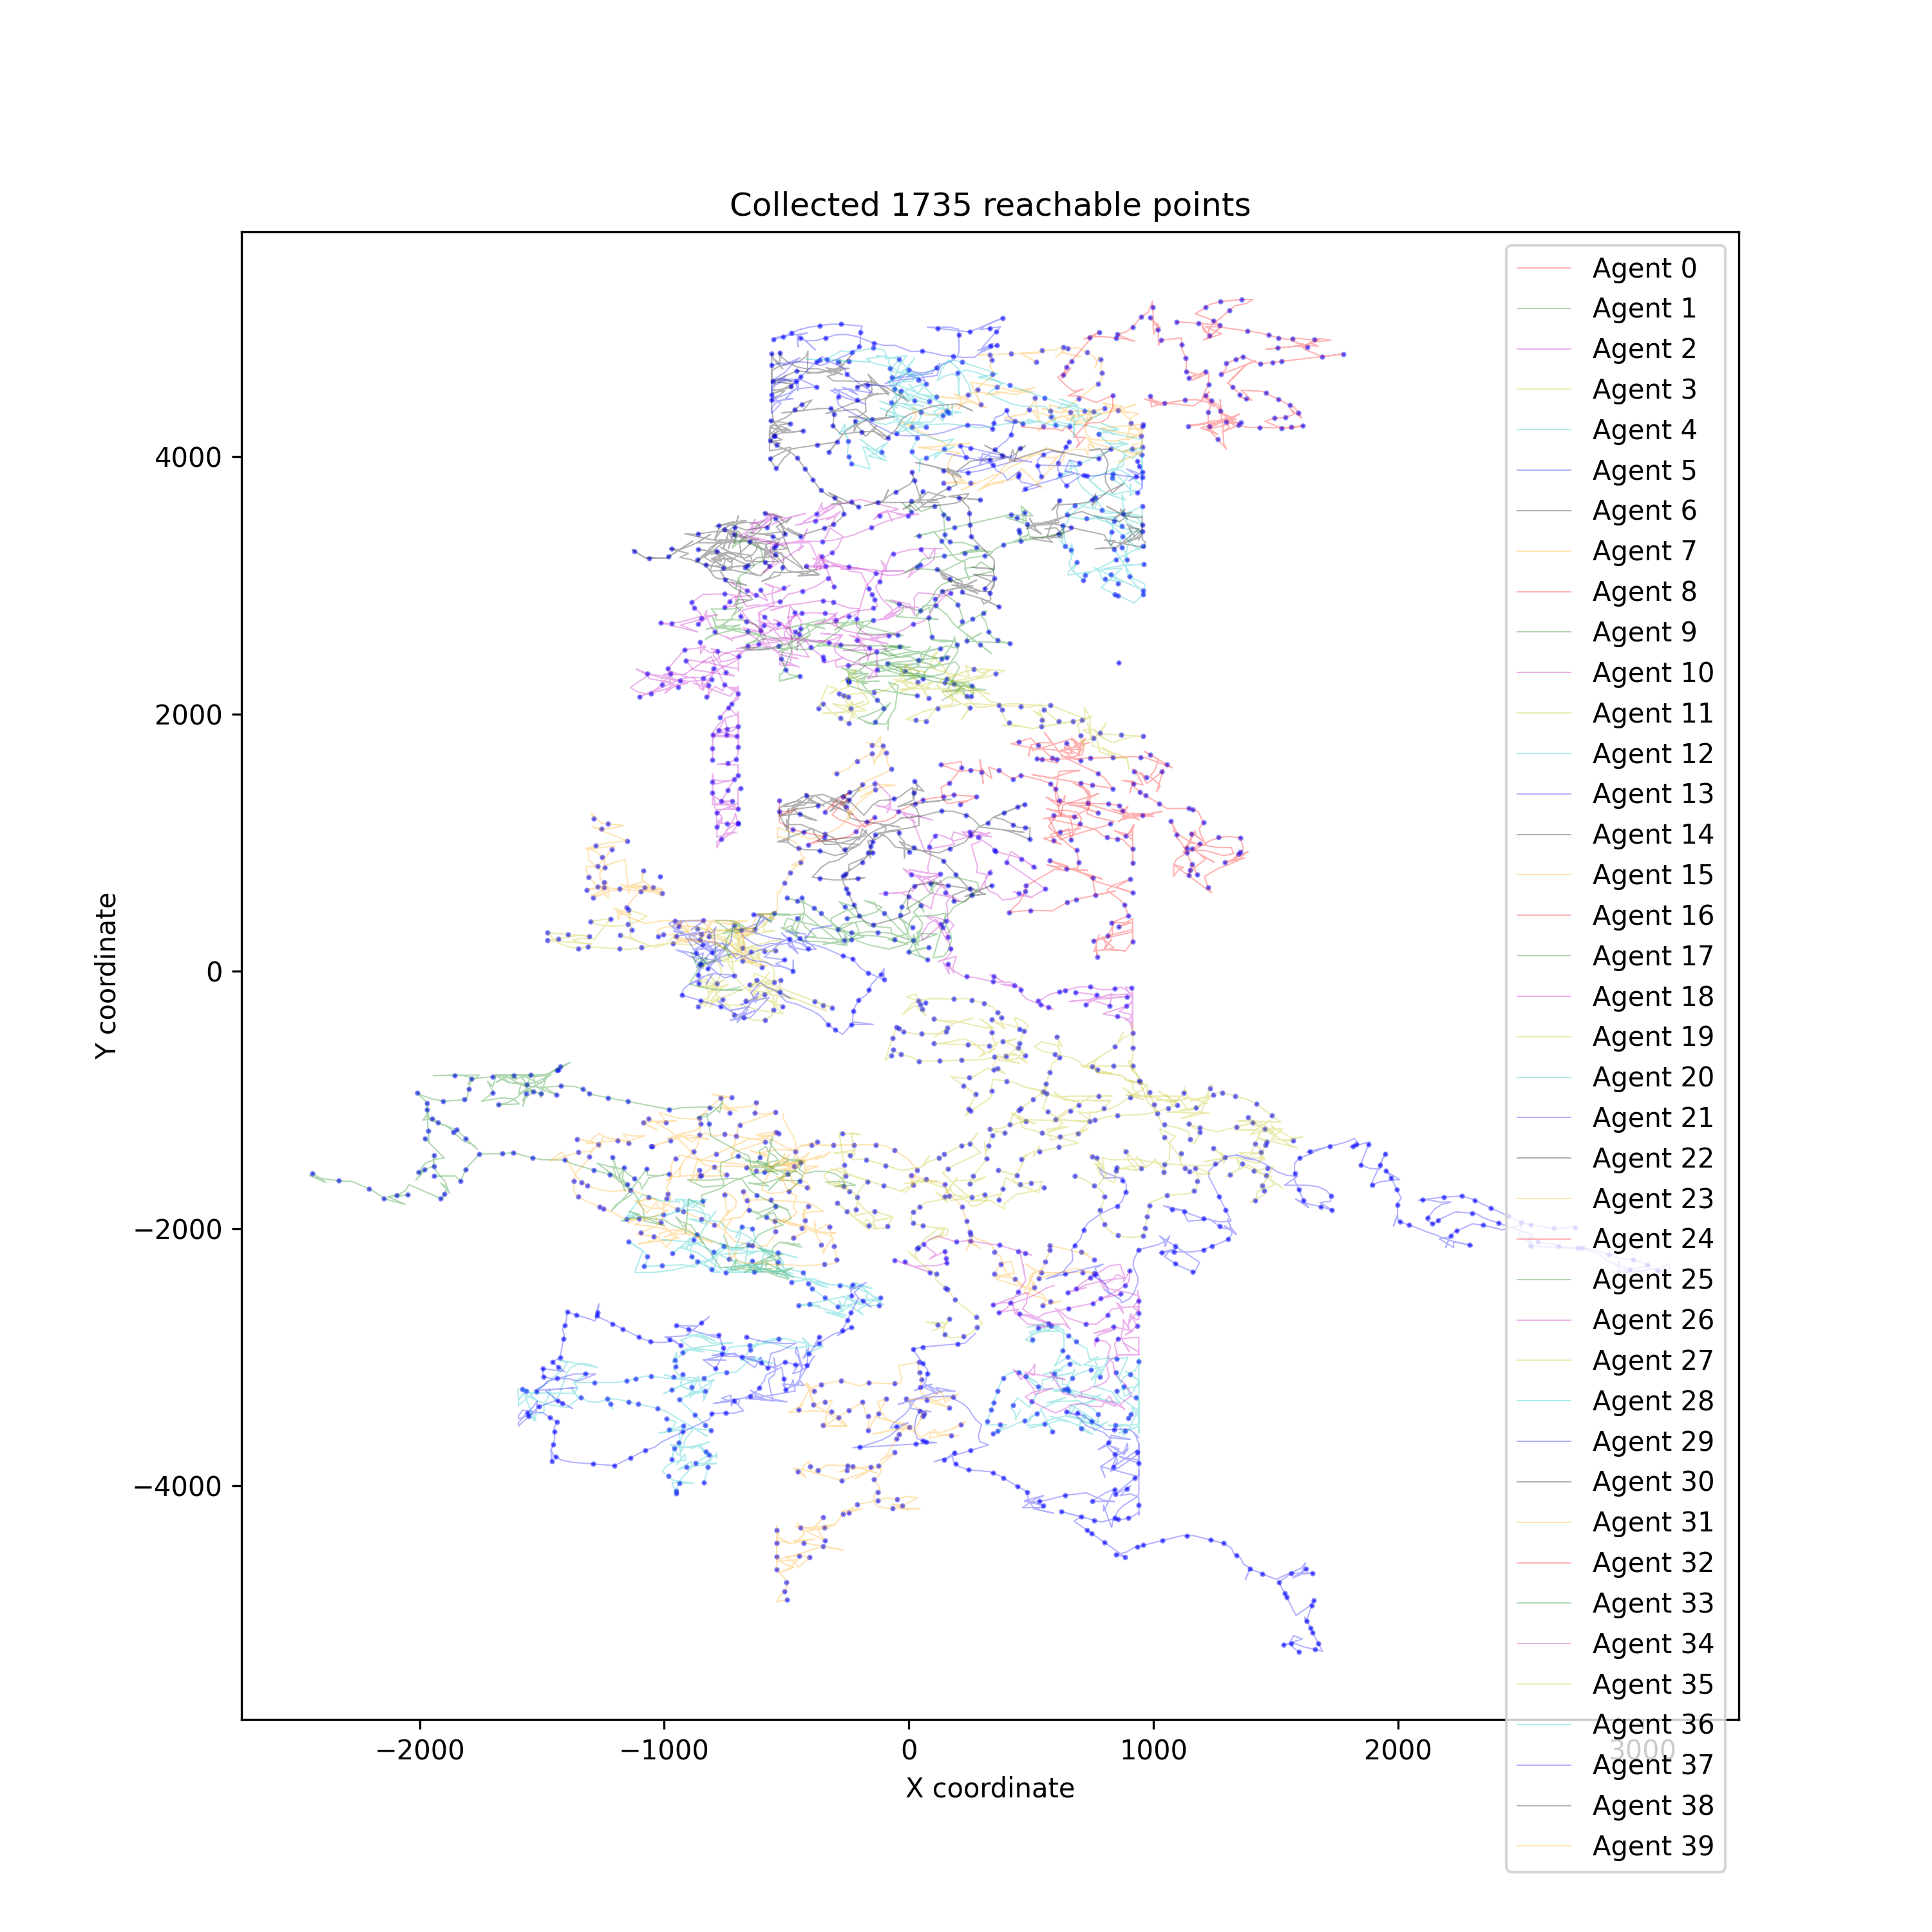 Collected 1735 reachable points
Y coordinate
4000
2000
0
−2000
−4000
−2000
−1000
0
1000
2000
3000
X coordinate
Agent 0
Agent 1
Agent 2
Agent 3
Agent 4
Agent 5
Agent 6
Agent 7
Agent 8
Agent 9
Agent 10
Agent 11
Agent 12
Agent 13
Agent 14
Agent 15
Agent 16
Agent 17
Agent 18
Agent 19
Agent 20
Agent 21
Agent 22
Agent 23
Agent 24
Agent 25
Agent 26
Agent 27
Agent 28
Agent 29
Agent 30
Agent 31
Agent 32
Agent 33
Agent 34
Agent 35
Agent 36
Agent 37
Agent 38
Agent 39